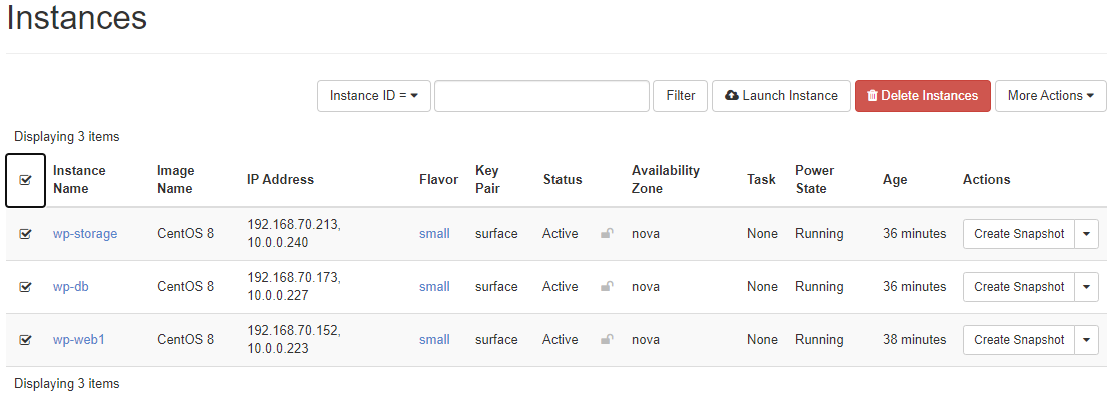 Instances
Instance ID = Filter Launch Instance Delete Instances More Actions
Displaying 3 items
Instance Name Image Name IP Address Flavor Key Pair Status Availability Zone Task Power State Age Actions
wp-storage CentOS 8 192.168.70.213, 10.0.0.240 small surface Active nova None Running 36 minutes Create Snapshot
wp-db CentOS 8 192.168.70.173, 10.0.0.227 small surface Active nova None Running 36 minutes Create Snapshot
wp-web1 CentOS 8 192.168.70.152, 10.0.0.223 small surface Active nova None Running 38 minutes Create Snapshot
Displaying 3 items